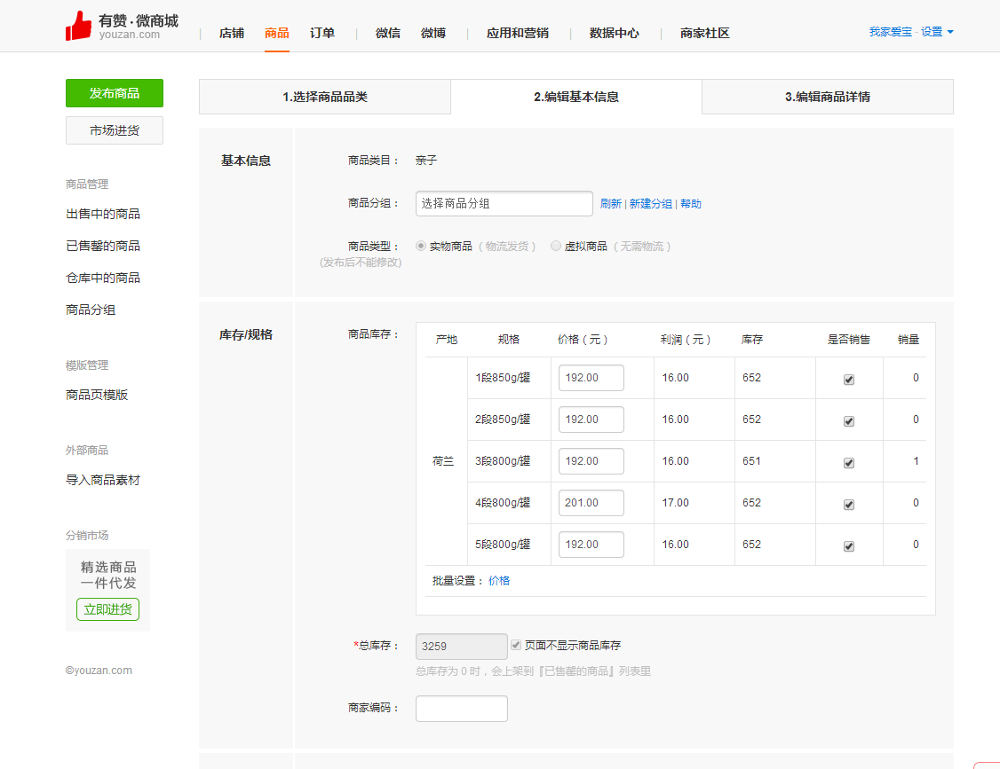 有赞·微商城
youzan.com
店铺 商品 订单 微信 微博 应用和营销 数据中心 商家社区
我家爱宝 - 设置
发布商品
市场进货
商品管理
出售中的商品
已售罄的商品
仓库中的商品
商品分组
模版管理
商品页模版
外部商品
导入商品素材
分销市场
精选商品
一件代发
立即进货
©youzan.com
1.选择商品品类 2.编辑基本信息 3.编辑商品详情
基本信息
商品类目： 亲子
商品分组： 选择商品分组 刷新 | 新建分组 | 帮助
商品类型： 实物商品 （物流发货） 虚拟商品 （无需物流）
(发布后不能修改)
库存/规格
商品库存：
产地 规格 价格（元） 利润（元） 库存 是否销售 销量
1段850g/罐 192.00 16.00 652 0
2段850g/罐 192.00 16.00 652 0
荷兰 3段800g/罐 192.00 16.00 651 1
4段800g/罐 201.00 17.00 652 0
5段800g/罐 192.00 16.00 652 0
批量设置： 价格
*总库存： 3259 页面不显示商品库存
总库存为 0 时，会上架到『已售罄的商品』列表里
商家编码：